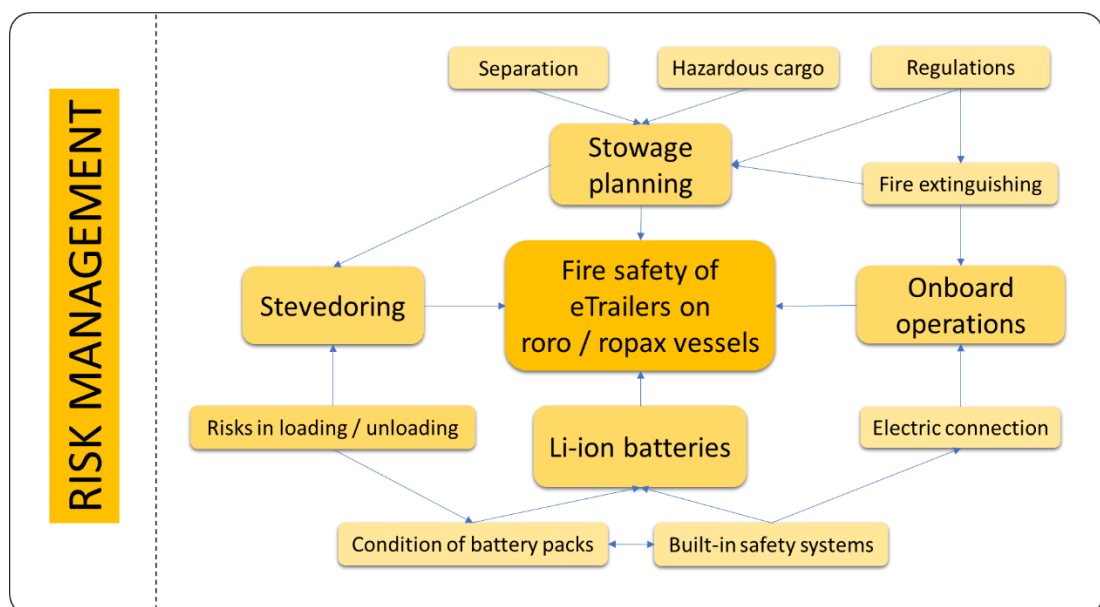 RISK MANAGEMENT
Separation
Hazardous cargo
Regulations
Stowage
planning
Fire extinguishing
Stevedoring
Fire safety of
eTrailers on
roro / ropax vessels
Onboard
operations
Risks in loading / unloading
Li-ion batteries
Electric connection
Condition of battery packs
Built-in safety systems